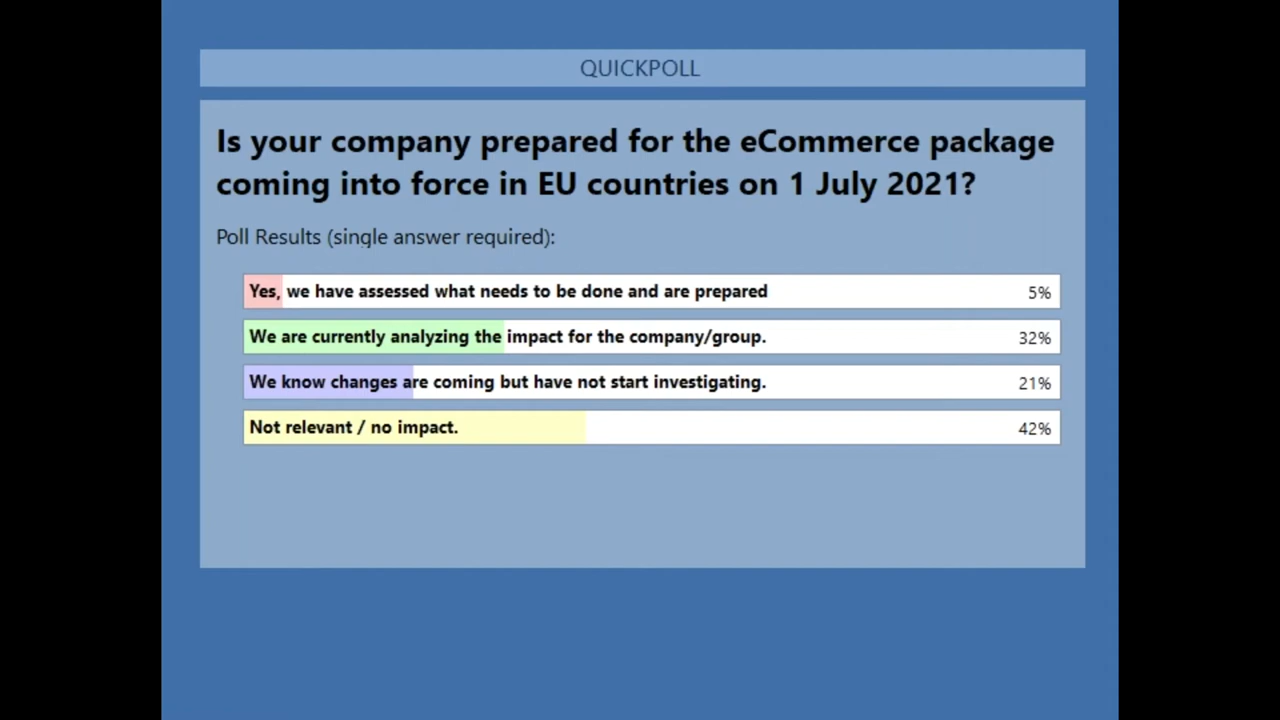 QUICKPOLL
Is your company prepared for the eCommerce package
coming into force in EU countries on 1 July 2021?
Poll Results (single answer required):
Yes, we have assessed what needs to be done and are prepared 5%
We are currently analyzing the impact for the company/group. 32%
We know changes are coming but have not start investigating. 21%
Not relevant / no impact. 42%